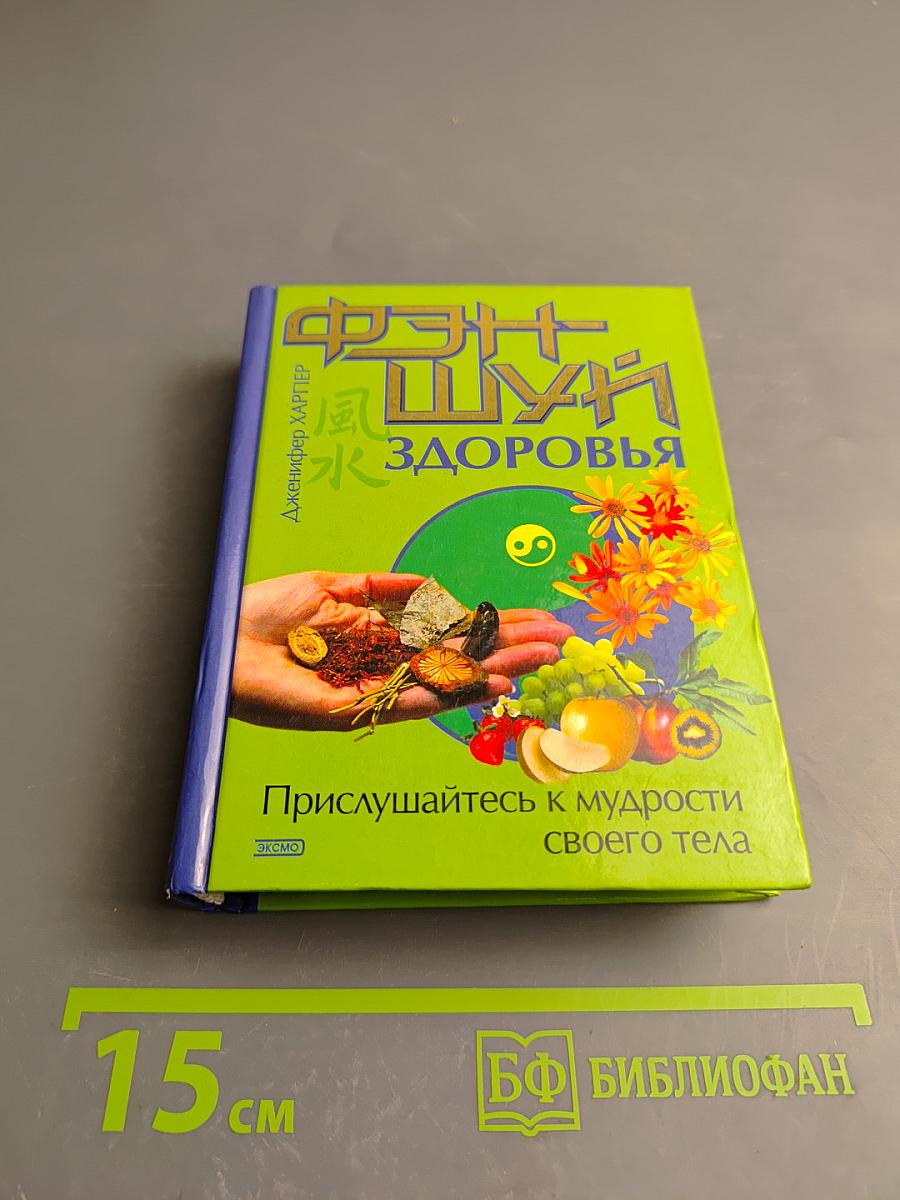 ФЭН-
ШУЙ
ЗДОРОВЬЯ
Дженифер ХАРПЕР
風
水
Прислушайтесь к мудрости
своего тела
ЭКСМО
15 см
БФ БИБЛИОФАН